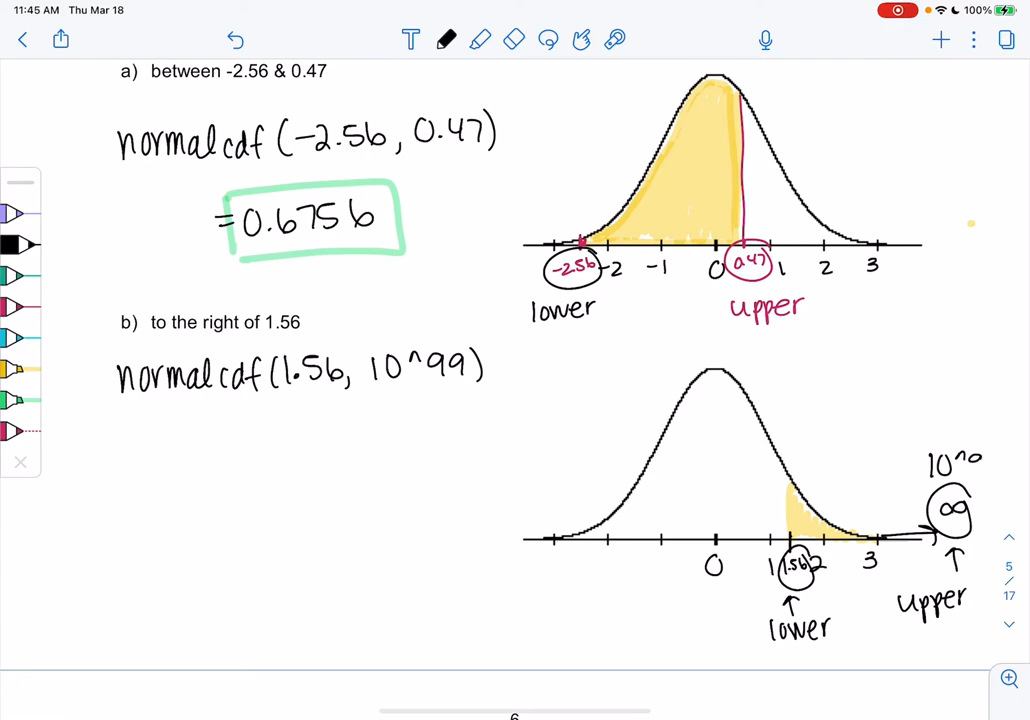 11:45 AM Thu Mar 18
100%
T
a) between -2.56 & 0.47
normalcdf (-2.56, 0.47)
= 0.6756
-2.56 -2 -1 0 0.47 1 2 3
lower
upper
b) to the right of 1.56
normalcdf(1.56, 10^99)
10^
∞
0 1 1.56 2 3
lower
upper
5
/
17
6